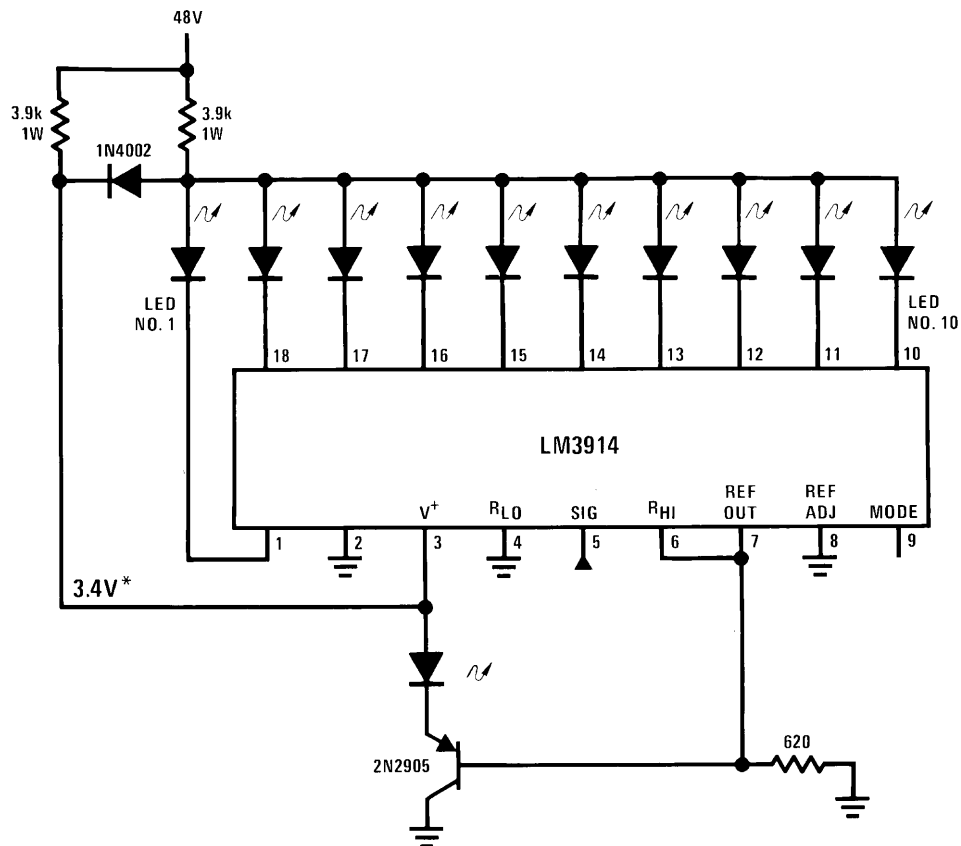 48V
3.9k
1W
3.9k
1W
1N4002
LED
NO. 1
LED
NO. 10
18
17
16
15
14
13
12
11
10
LM3914
V+
RLO
SIG
RHI
REF
OUT
REF
ADJ
MODE
1
2
3
4
5
6
7
8
9
3.4V*
2N2905
620